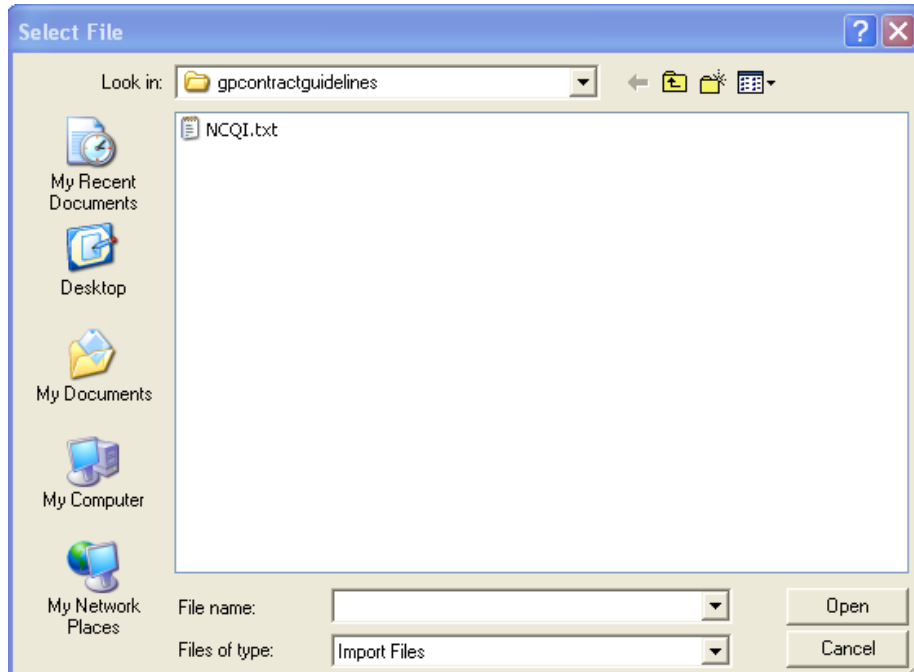 Select File
Look in:
gpcontractguidelines
NCQI.txt
My Recent
Documents
Desktop
My Documents
My Computer
My Network
Places
File name:
Open
Files of type:
Import Files
Cancel